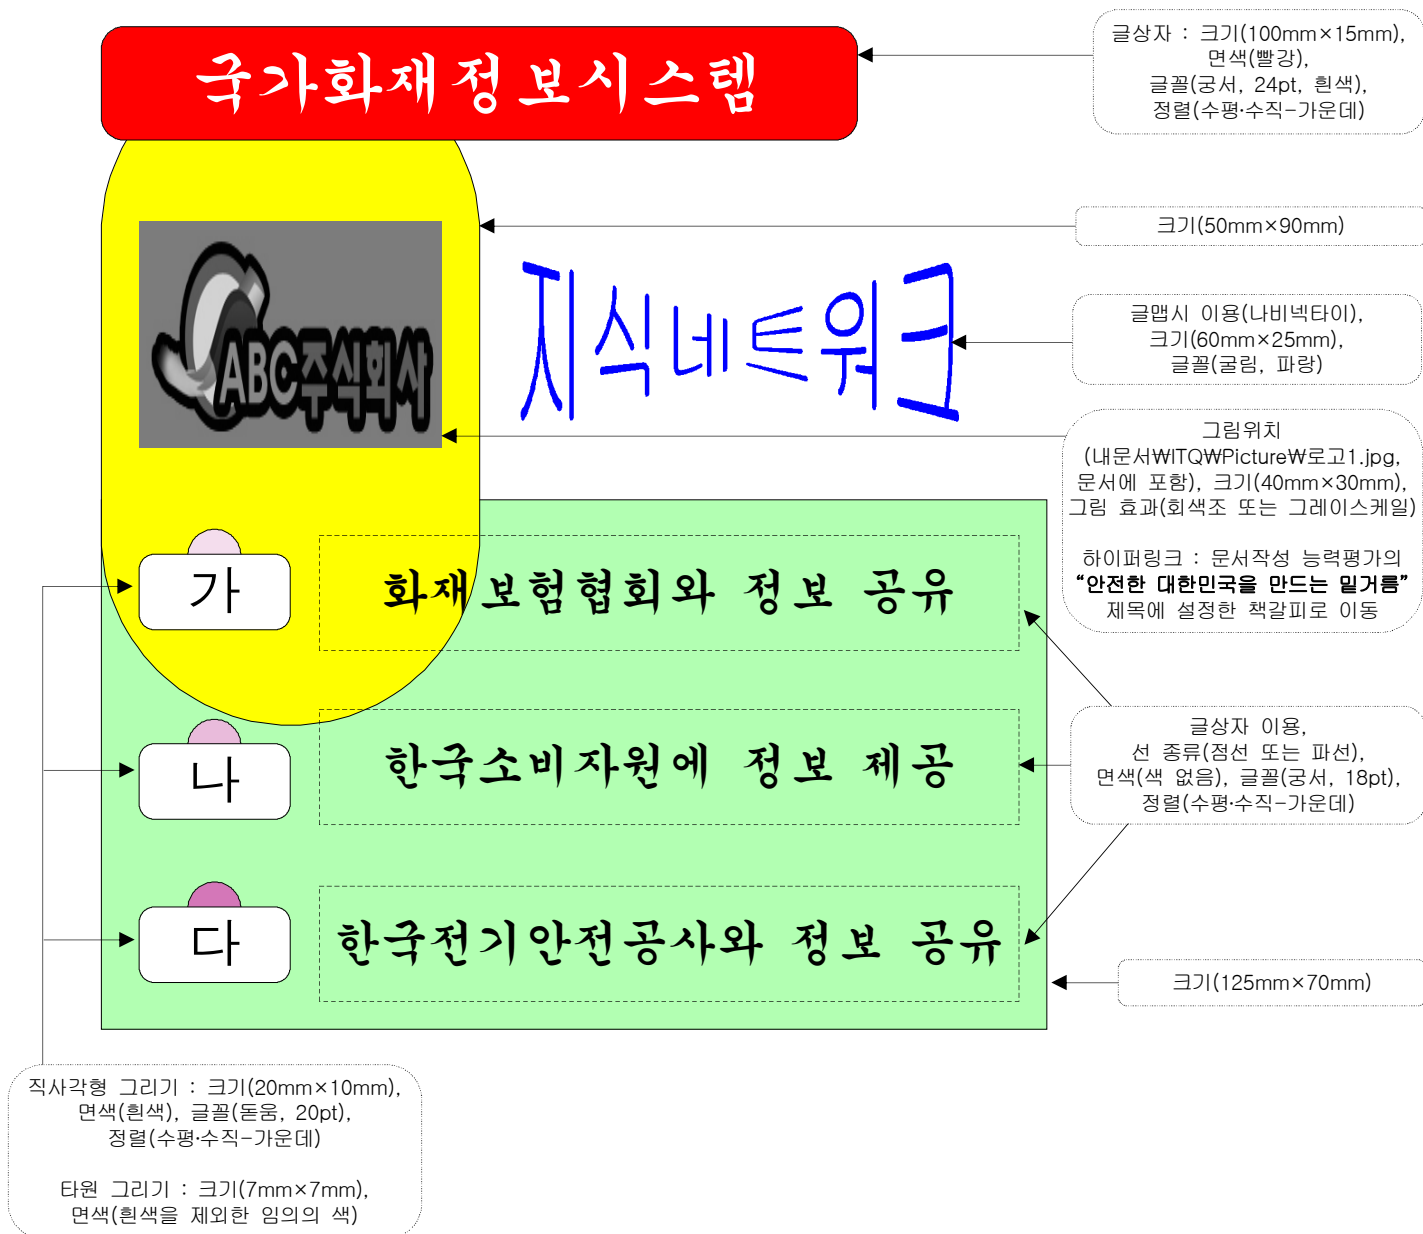 국가화재정보시스템
글상자 : 크기(100mm×15mm),
면색(빨강),
글꼴(궁서, 24pt, 흰색),
정렬(수평·수직-가운데)
크기(50mm×90mm)
ABC주식회사
지식네트워크
글맵시 이용(나비넥타이),
크기(60mm×25mm),
글꼴(굴림, 파랑)
그림위치
(내문서₩ITQ₩Picture₩로고1.jpg,
문서에 포함), 크기(40mm×30mm),
그림 효과(회색조 또는 그레이스케일)
하이퍼링크 : 문서작성 능력평가의
“안전한 대한민국을 만드는 밑거름”
제목에 설정한 책갈피로 이동
가
화재보험협회와 정보 공유
나
한국소비자원에 정보 제공
글상자 이용,
선 종류(점선 또는 파선),
면색(색 없음), 글꼴(궁서, 18pt),
정렬(수평·수직-가운데)
다
한국전기안전공사와 정보 공유
크기(125mm×70mm)
직사각형 그리기 : 크기(20mm×10mm),
면색(흰색), 글꼴(돋움, 20pt),
정렬(수평·수직-가운데)
타원 그리기 : 크기(7mm×7mm),
면색(흰색을 제외한 임의의 색)